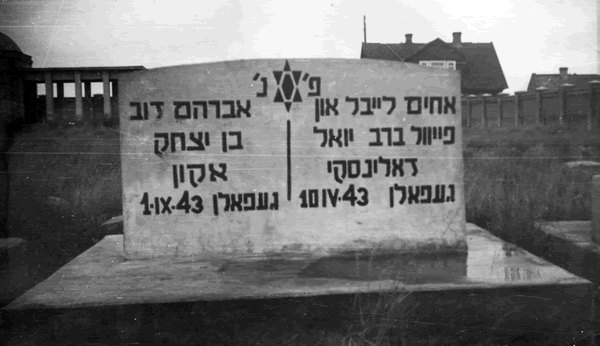 פ' נ'
אחים לייבל און
פייוול ברב יואל
דאלינסקי
געפאלן 10 IV·43
אברהם דוב
בן יצחק
אקון
געפאלן 1·IX·43